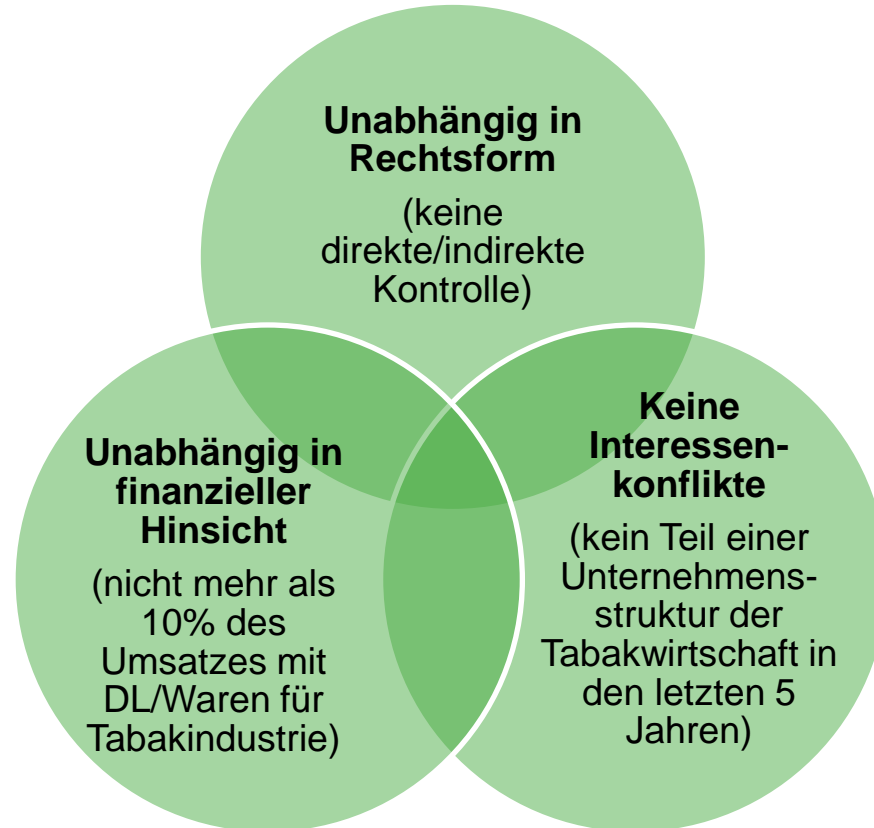 Unabhängig in
Rechtsform
(keine
direkte/indirekte
Kontrolle)
Unabhängig in
finanzieller
Hinsicht
(nicht mehr als
10% des
Umsatzes mit
DL/Waren für
Tabakindustrie)
Keine
Interessen-
konflikte
(kein Teil einer
Unternehmens-
struktur der
Tabakwirtschaft in
den letzten 5
Jahren)